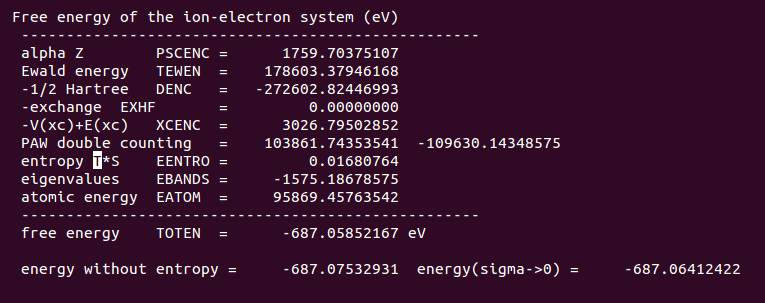 Free energy of the ion-electron system (eV)
---------------------------------------------------
alpha Z        PSCENC =      1759.70375107
Ewald energy   TEWEN  =    178603.37946168
-1/2 Hartree   DENC   =   -272602.82446993
-exchange  EXHF       =         0.00000000
-V(xc)+E(xc)   XCENC  =      3026.79502852
PAW double counting   =    103861.74353541  -109630.14348575
entropy T*S    EENTRO =         0.01680764
eigenvalues    EBANDS =     -1575.18678575
atomic energy  EATOM  =     95869.45763542
---------------------------------------------------
free energy    TOTEN  =      -687.05852167 eV
energy without entropy =     -687.07532931  energy(sigma->0) =     -687.06412422